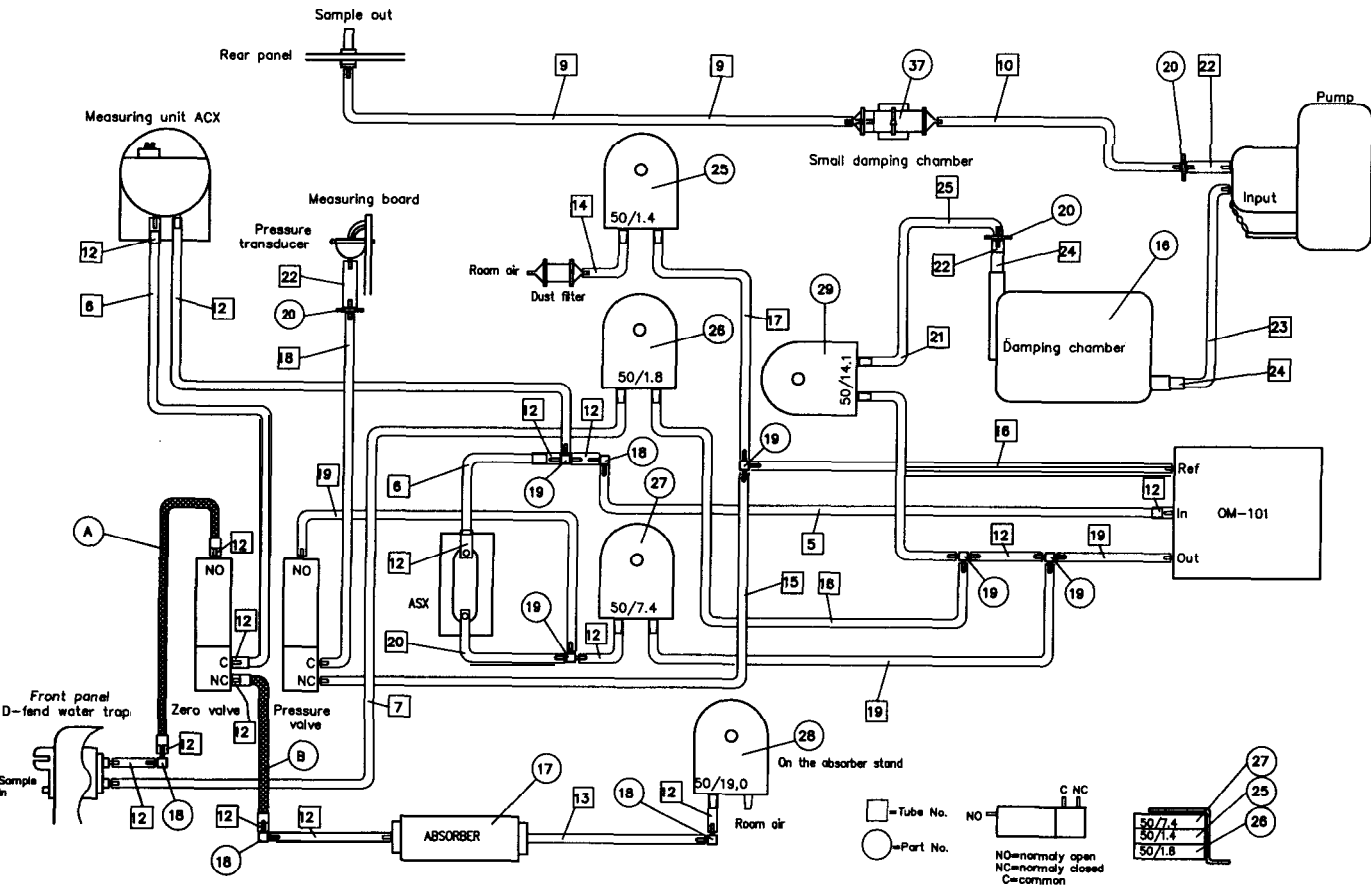 Sample out
Rear panel
9
9
37
10
20
22
Pump
Measuring unit ACX
Small damping chamber
Input
25
Measuring board
14
50/1.4
25
20
12
Pressure
transducer
Room air
22
24
16
6
12
22
Dust filter
29
20
26
17
21
23
18
50/1.8
50/14.1
Damping chamber
24
12
12
18
19
16
19
6
19
27
Ref
12
In
OM-101
A
12
5
12
19
Out
NO
NO
12
15
18
ASX
19
50/7.4
19
19
12
20
12
C
C
NC
NC
Front panel
D-fend water trap
Zero valve
Pressure
valve
7
19
12
12
28
On the absorber stand
B
Sample
in
17
50/19,0
27
12
18
12
12
13
18
12
Room air
=Tube No.
C NC
NO
25
ABSORBER
50/7.4
50/1.4
50/1.8
26
18
=Part No.
NO=normaly open
NC=normaly closed
C=common